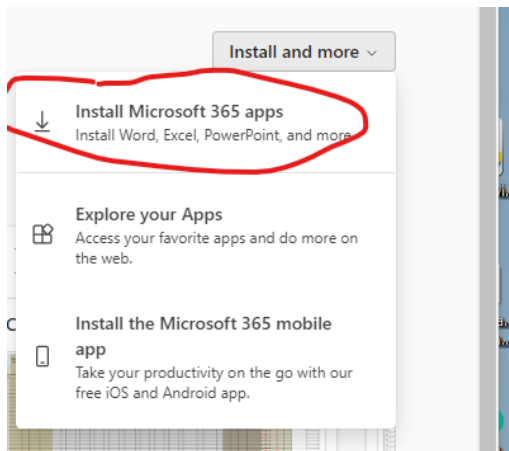 Install and more
Install Microsoft 365 apps
Install Word, Excel, PowerPoint, and more
Explore your Apps
Access your favorite apps and do more on
the web.
Install the Microsoft 365 mobile
app
Take your productivity on the go with our
free iOS and Android app.